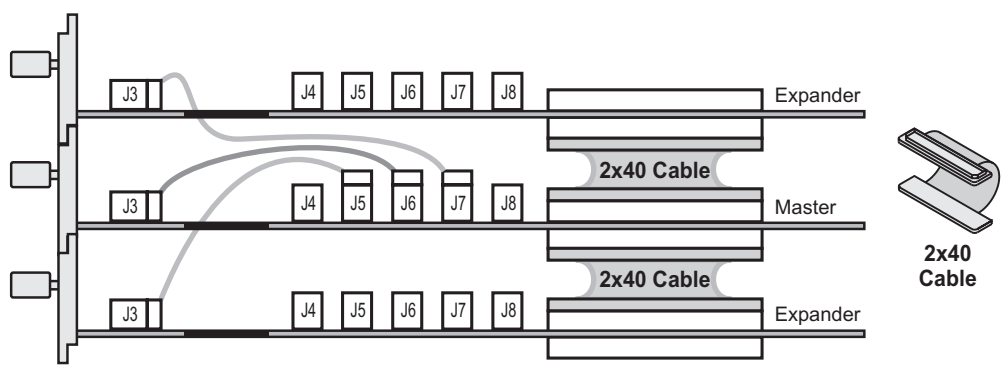 J3 J4 J5 J6 J7 J8 Expander
2x40 Cable
J3 J4 J5 J6 J7 J8 Master
2x40 Cable
J3 J4 J5 J6 J7 J8 Expander
2x40
Cable